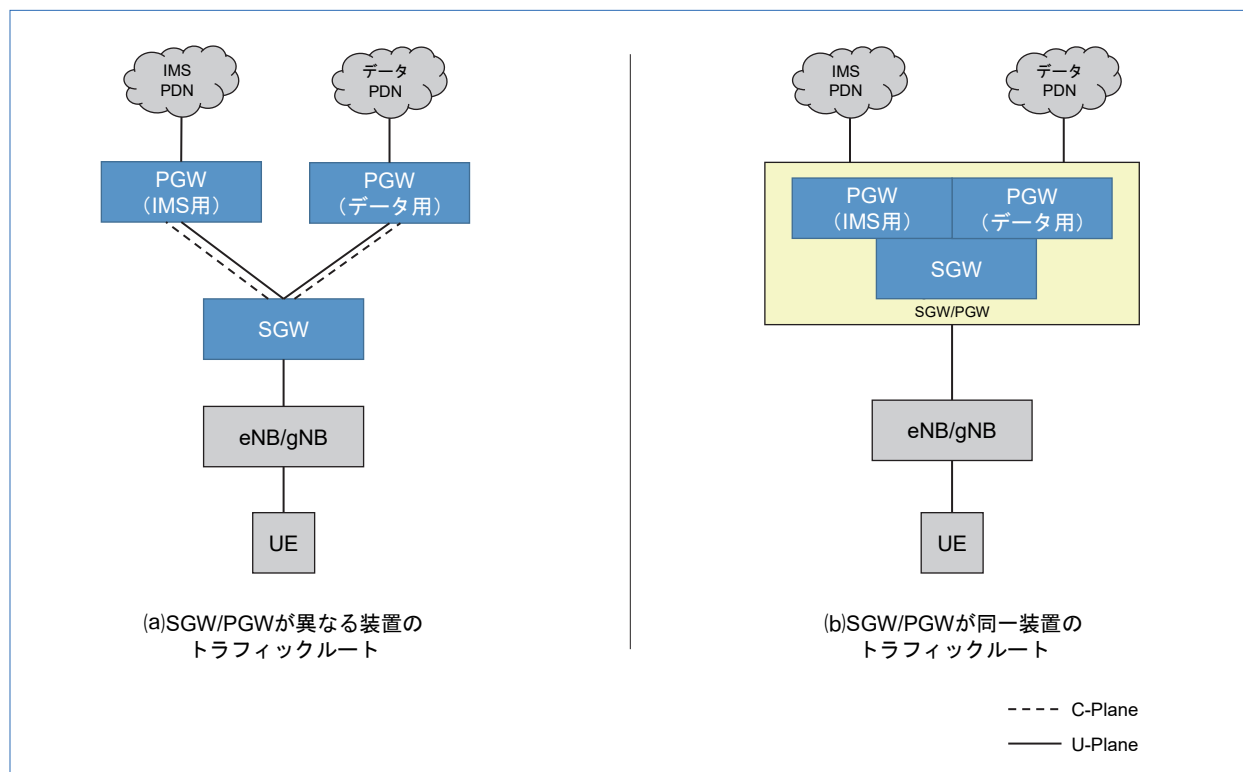 IMS
PDN
データ
PDN
PGW
（IMS用）
PGW
（データ用）
SGW
eNB/gNB
UE
⒜SGW/PGWが異なる装置の
トラフィックルート
IMS
PDN
データ
PDN
PGW
（IMS用）
PGW
（データ用）
SGW
SGW/PGW
eNB/gNB
UE
⒝SGW/PGWが同一装置の
トラフィックルート
C-Plane
U-Plane